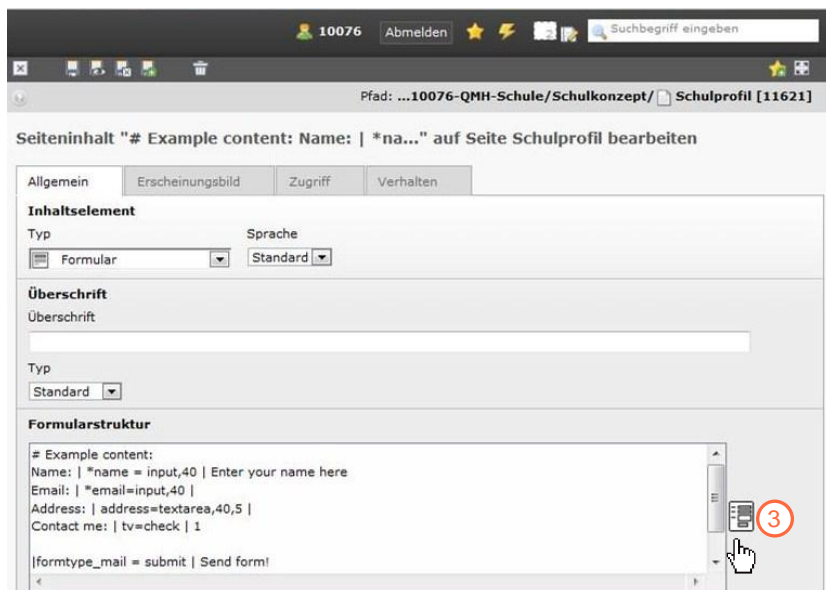 10076 Abmelden Suchbegriff eingeben
Pfad: ...10076-QMH-Schule/Schulkonzept/ Schulprofil [11621]
Seiteninhalt "# Example content: Name: | *na..." auf Seite Schulprofil bearbeiten
Allgemein Erscheinungsbild Zugriff Verhalten
Inhaltselement
Typ Sprache
Formular Standard
Überschrift
Überschrift
Typ
Standard
Formularstruktur
# Example content:
Name: | *name = input,40 | Enter your name here
Email: | *email=input,40 |
Address: | address=textarea,40,5 |
Contact me: | tv=check | 1
3
|formtype_mail = submit | Send form!